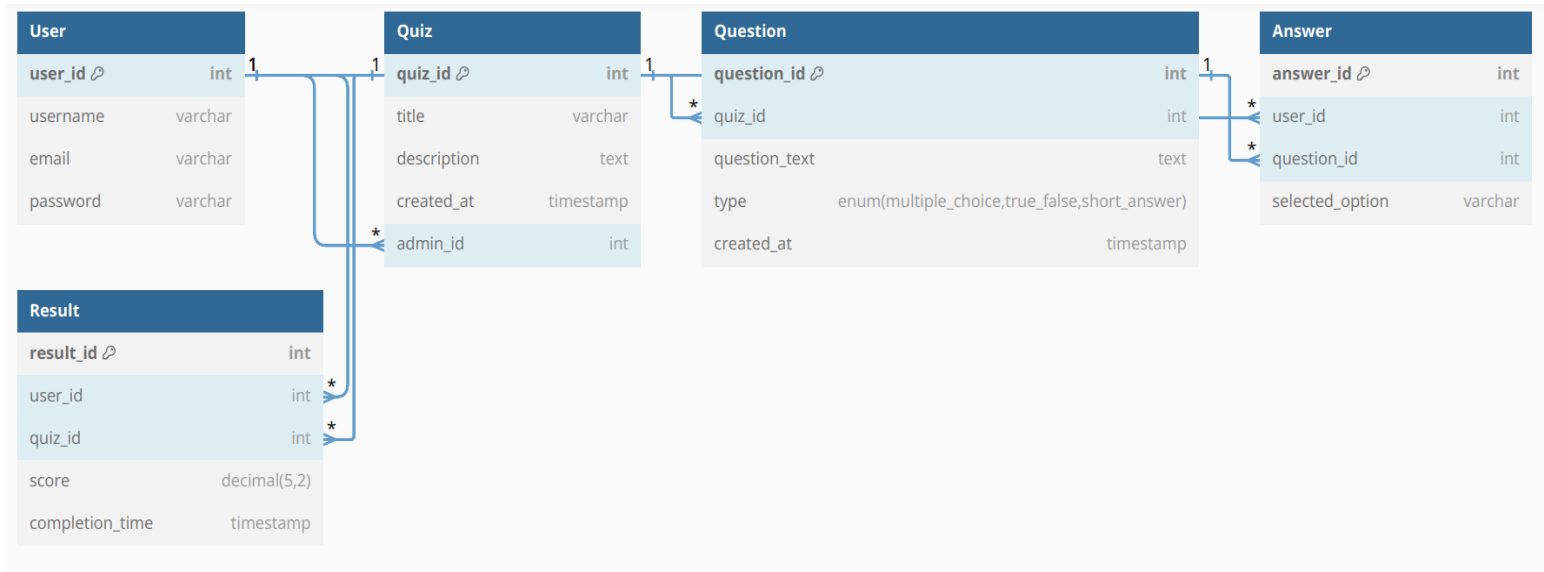 User
user_id int
username varchar
email varchar
password varchar
1
1
*
Quiz
quiz_id int
title varchar
description text
created_at timestamp
admin_id int
1
*
Question
question_id int
quiz_id int
question_text text
type enum(multiple_choice,true_false,short_answer)
created_at timestamp
1
*
*
Answer
answer_id int
user_id int
question_id int
selected_option varchar
Result
result_id int
user_id int
quiz_id int
score decimal(5,2)
completion_time timestamp
*
*